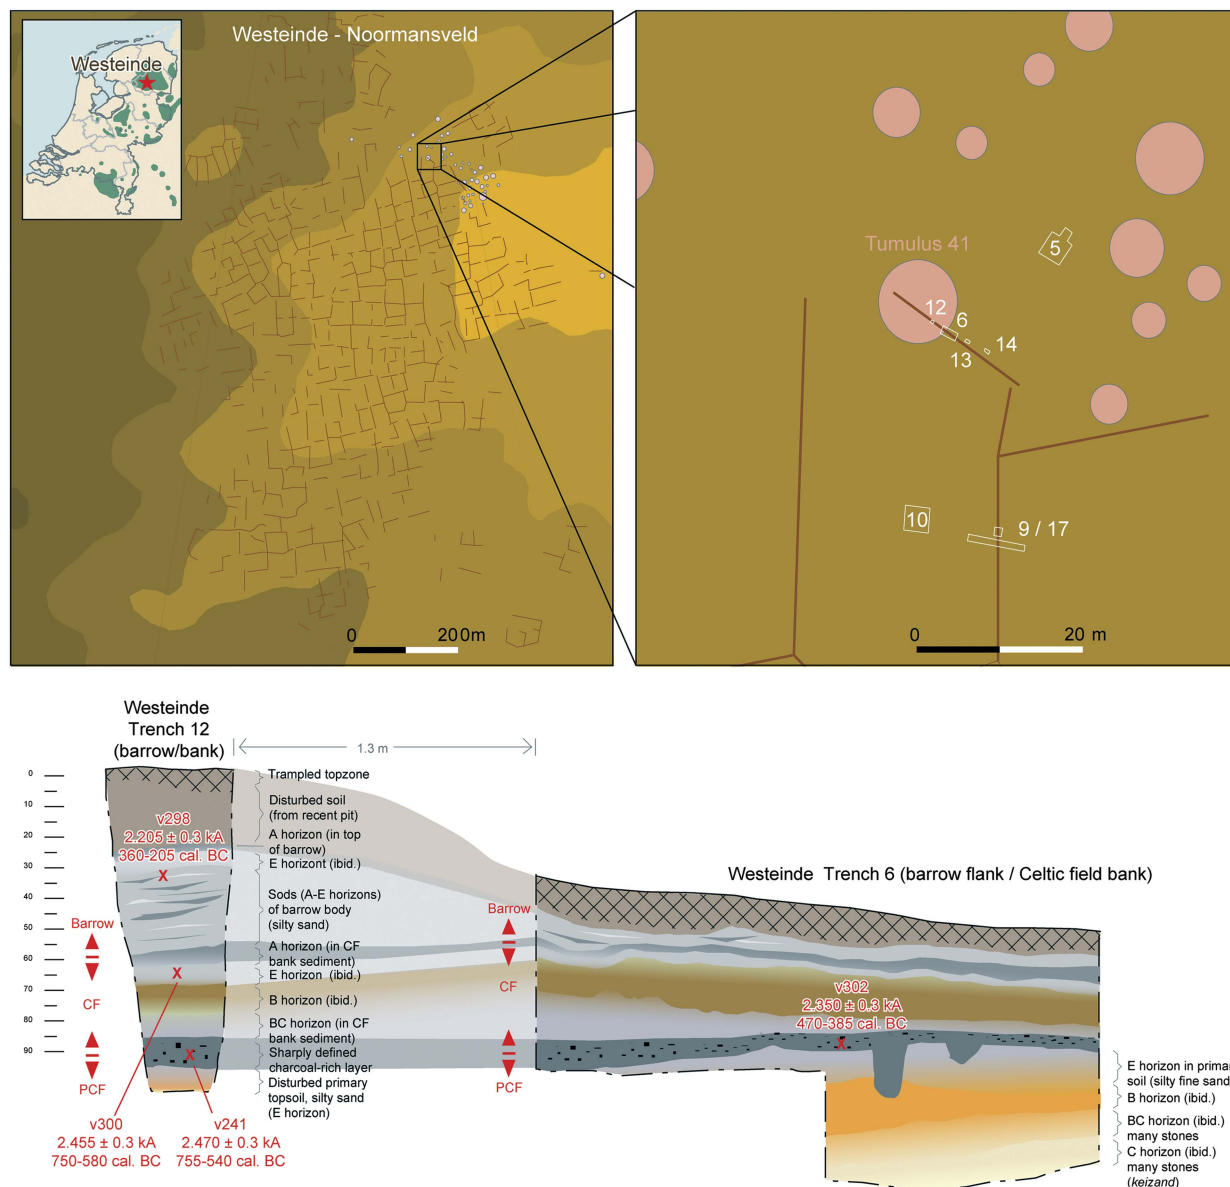 Westeinde - Noormansveld
Westeinde
0
200m
Tumulus 41
5
12
6
13
14
10
9 / 17
0
20 m
Westeinde
Trench 12
(barrow/bank)
1.3 m
0
10
20
30
40
50
60
70
80
90
v298
2.205 ± 0.3 kA
360-205 cal. BC
Barrow
CF
PCF
v300
2.455 ± 0.3 kA
750-580 cal. BC
v241
2.470 ± 0.3 kA
755-540 cal. BC
Trampled topzone
Disturbed soil
(from recent pit)
A horizon (in top
of barrow)
E horizont (ibid.)
Sods (A-E horizons)
of barrow body
(silty sand)
A horizon (in CF
bank sediment)
E horizon (ibid.)
B horizon (ibid.)
BC horizon (in CF
bank sediment)
Sharply defined
charcoal-rich layer
Disturbed primary
topsoil, silty sand
(E horizon)
Barrow
CF
PCF
Westeinde Trench 6 (barrow flank / Celtic field bank)
v302
2.350 ± 0.3 kA
470-385 cal. BC
E horizon in prima
soil (silty fine sand
B horizon (ibid.)
BC horizon (ibid.)
many stones
C horizon (ibid.)
many stones
(keizand)